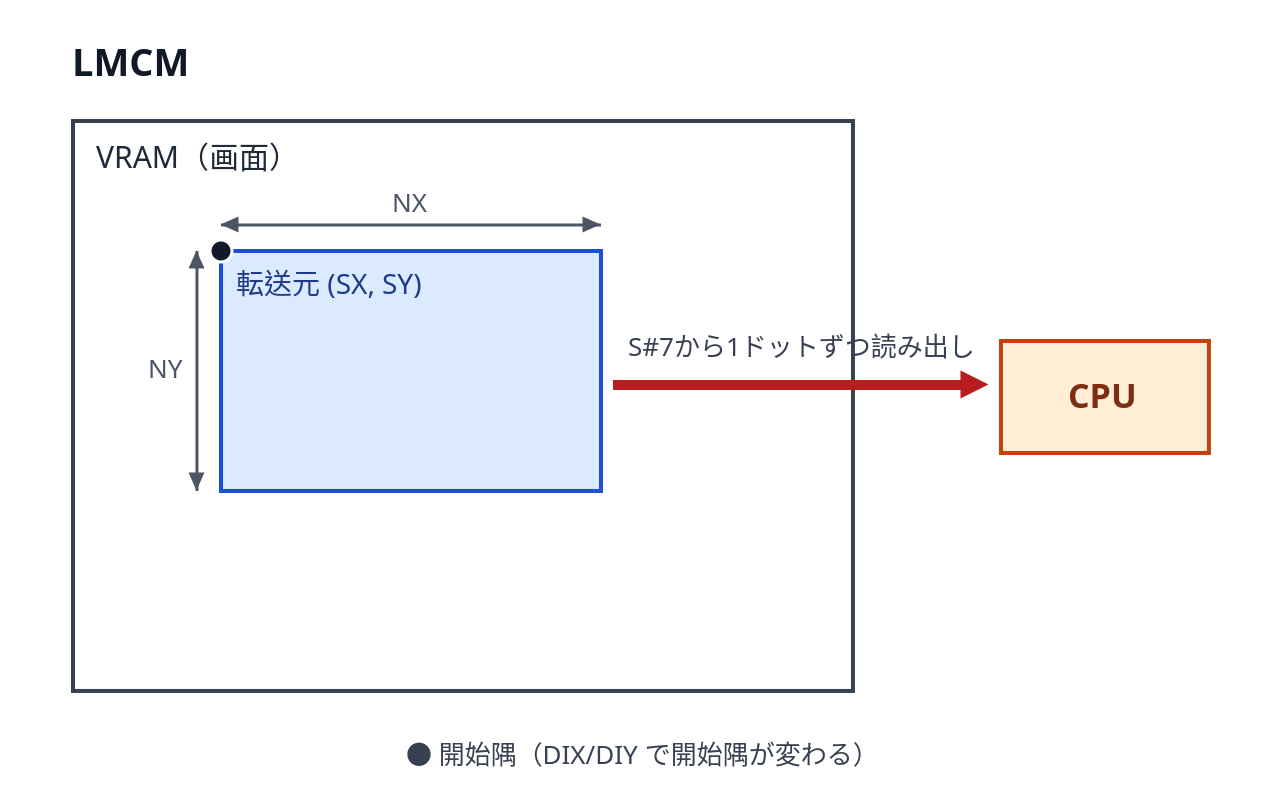 LMCM
VRAM（画面）
NX
転送元 (SX, SY)
NY
S#7から1ドットずつ読み出し
CPU
● 開始隅（DIX/DIY で開始隅が変わる）